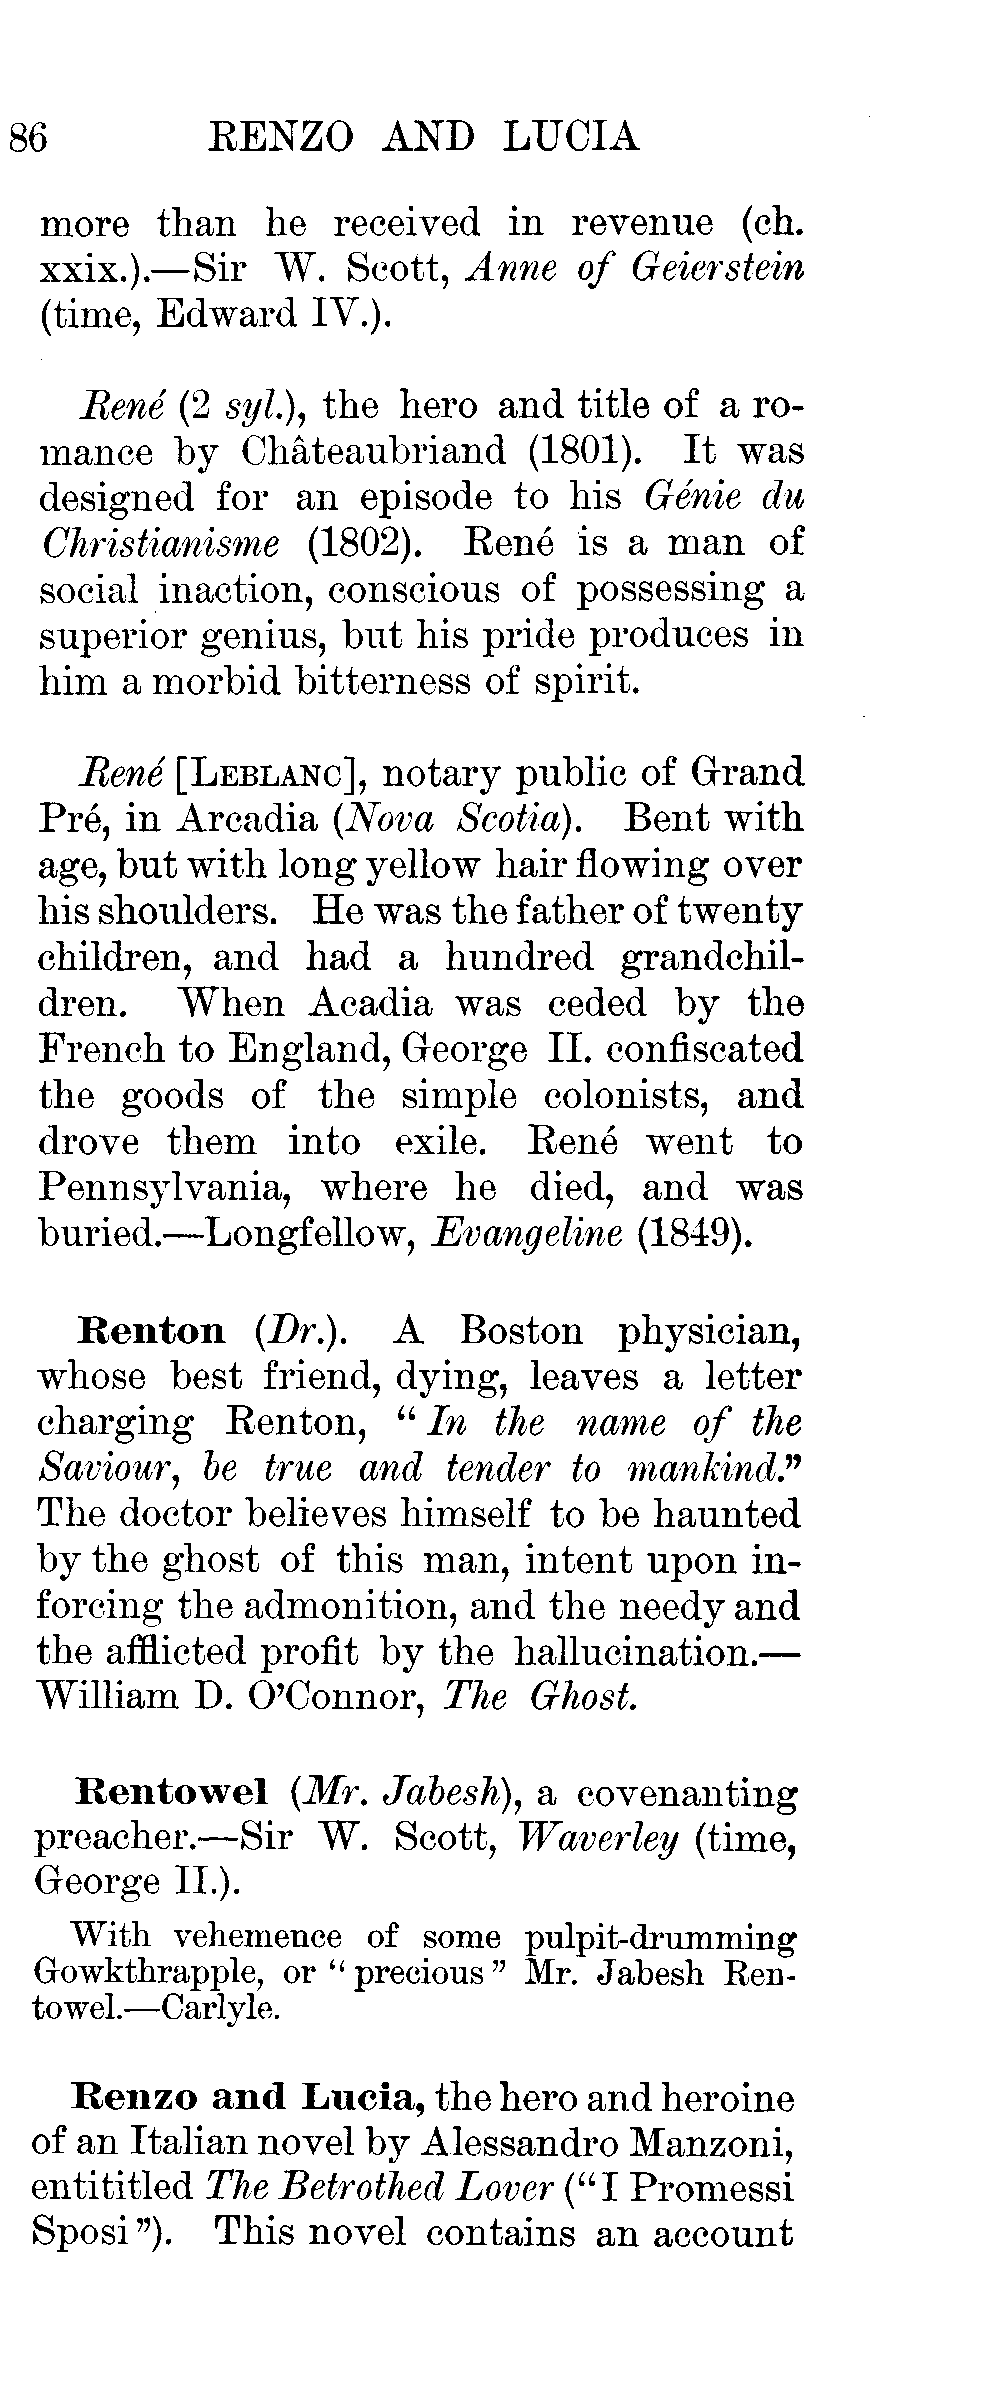 86 RENZO AND LUCIA
more than he received in revenue (ch.
xxix.).—Sir W. Scott, Anne of Geierstein
(time, Edward IV.).
René (2 syl.), the hero and title of a ro-
mance by Châteaubriand (1801). It was
designed for an episode to his Génie du
Christianisme (1802). René is a man of
social inaction, conscious of possessing a
superior genius, but his pride produces in
him a morbid bitterness of spirit.
René [LEBLANC], notary public of Grand
Pré, in Arcadia (Nova Scotia). Bent with
age, but with long yellow hair flowing over
his shoulders. He was the father of twenty
children, and had a hundred grandchil-
dren. When Acadia was ceded by the
French to England, George II. confiscated
the goods of the simple colonists, and
drove them into exile. René went to
Pennsylvania, where he died, and was
buried.—Longfellow, Evangeline (1849).
Renton (Dr.). A Boston physician,
whose best friend, dying, leaves a letter
charging Renton, “In the name of the
Saviour, be true and tender to mankind.”
The doctor believes himself to be haunted
by the ghost of this man, intent upon in-
forcing the admonition, and the needy and
the afflicted profit by the hallucination.—
William D. O’Connor, The Ghost.
Rentowel (Mr. Jabesh), a covenanting
preacher.—Sir W. Scott, Waverley (time,
George II.).
With vehemence of some pulpit-drumming
Gowkthrapple, or “precious” Mr. Jabesh Ren-
towel.—Carlyle.
Renzo and Lucia, the hero and heroine
of an Italian novel by Alessandro Manzoni,
entititled The Betrothed Lover (“I Promessi
Sposi”). This novel contains an account